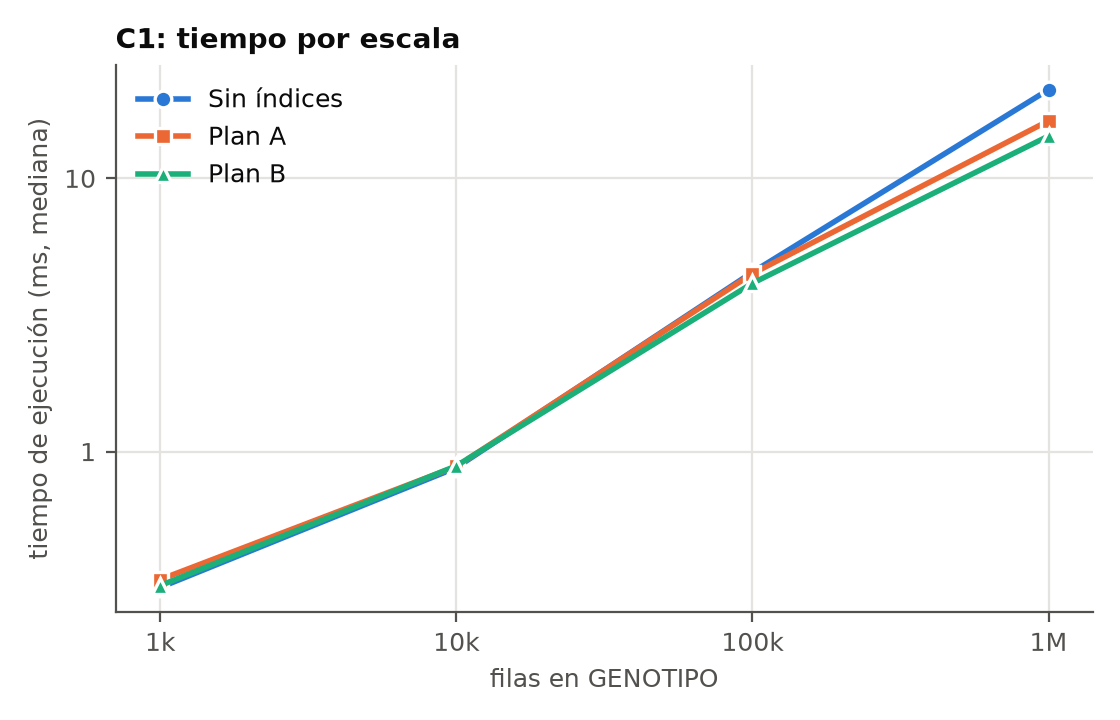 C1: tiempo por escala
Sin índices
Plan A
Plan B
tiempo de ejecución (ms, mediana)
10
1
1k
10k
100k
1M
filas en GENOTIPO